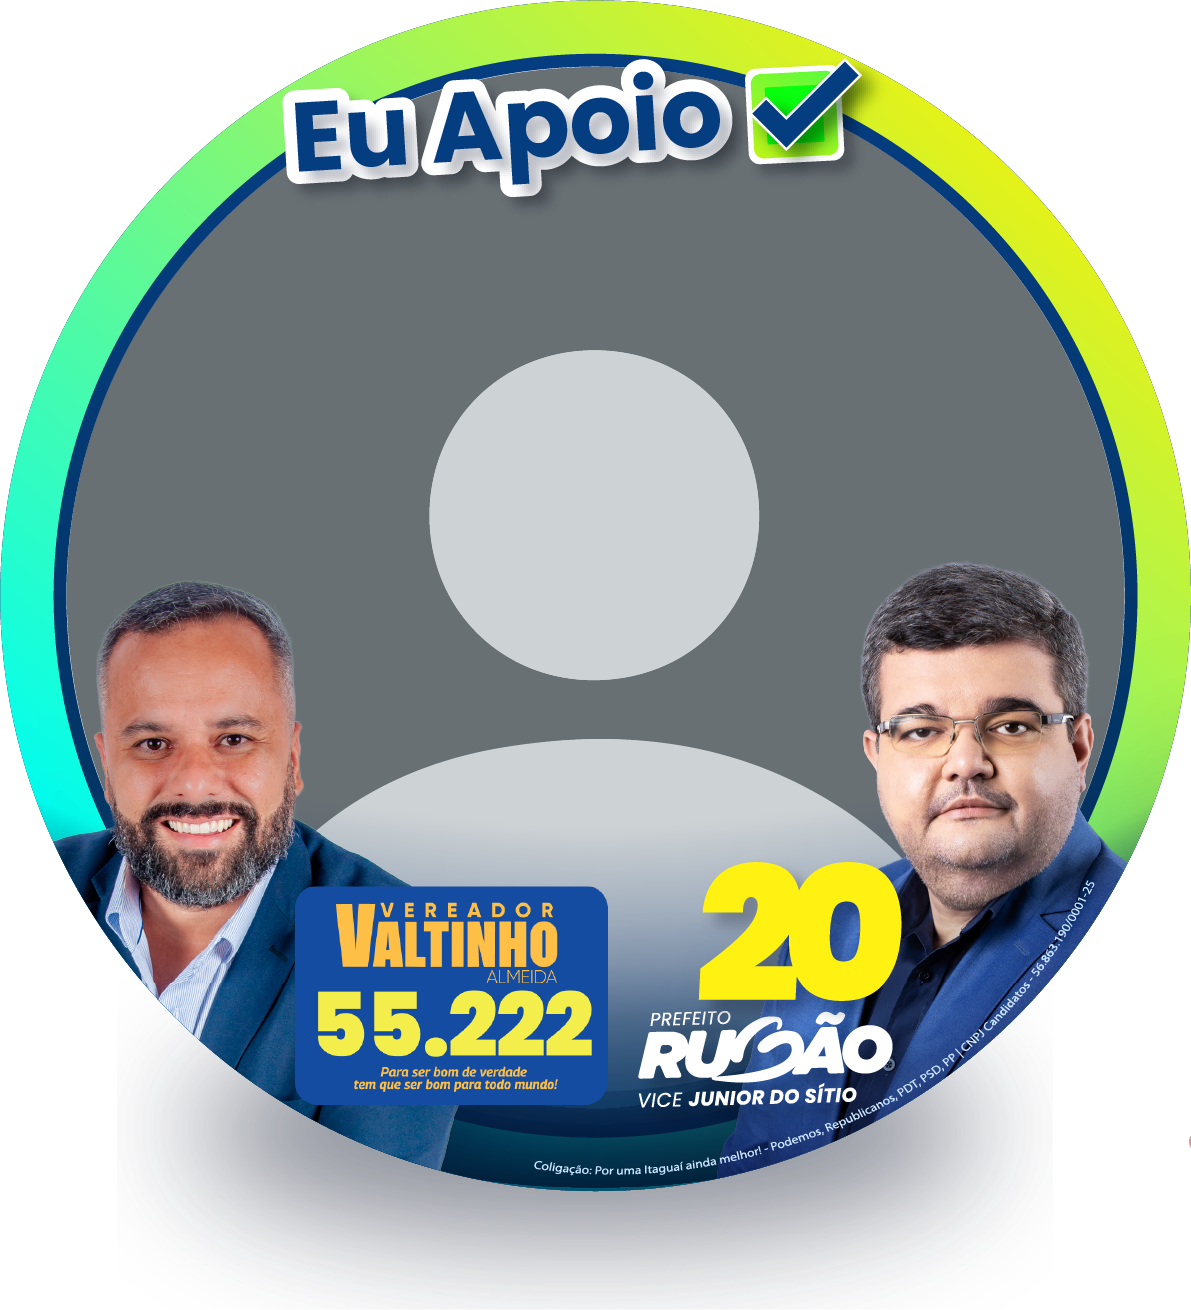 Eu Apoio
VEREADOR
VALTINHO
ALMEIDA
55.222
Para ser bom de verdade
tem que ser bom para todo mundo!
20
PREFEITO
RUBÃO
VICE JUNIOR DO SÍTIO
Coligação: Por uma Itaguaí ainda melhor! - Podemos, Republicanos, PDT, PSD, PP | CNPJ Candidatos - 56.863.190/0001-25